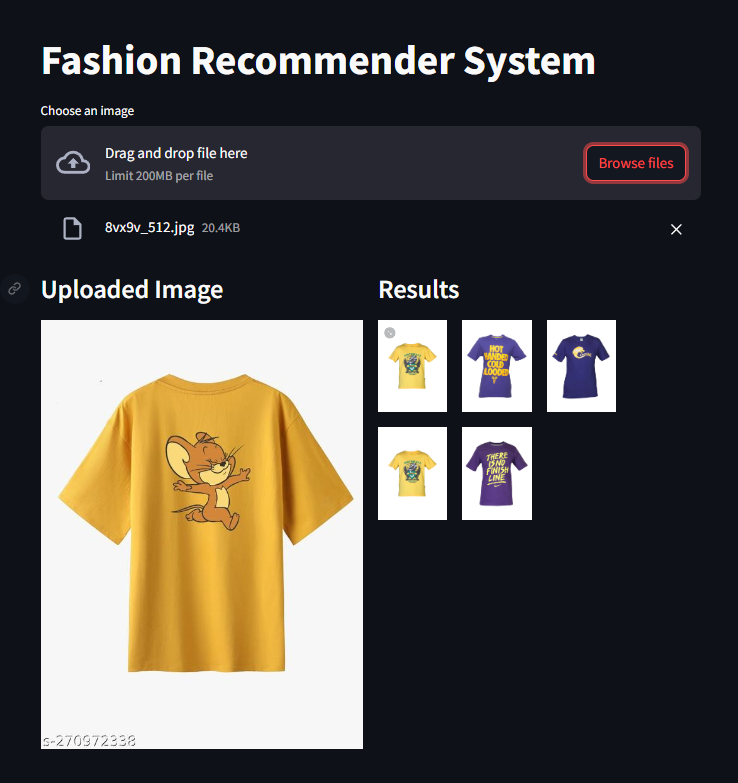 Fashion Recommender System
Choose an image
Drag and drop file here
Limit 200MB per file
Browse files
8vx9v_512.jpg 20.4KB
Uploaded Image
Results
HOT
HANDED
COLD
BLOODED
THERE
IS NO
FINISH
LINE
s-270972338